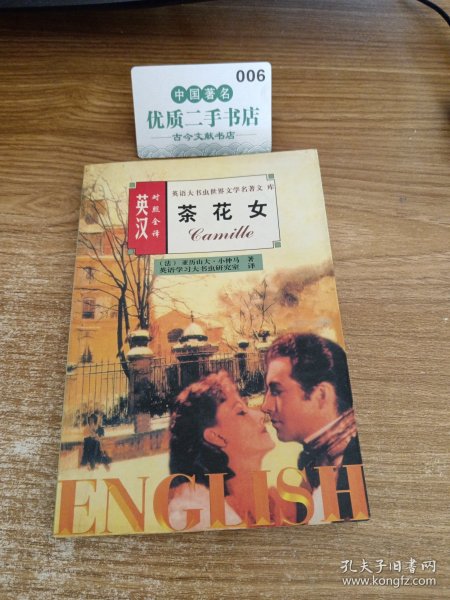 006
中国著名
优质二手书店
古今文献书店
英语大书虫世界文学名著文库
英汉
对照全译
茶花女
Camille
（法）亚历山大·小仲马 著
英语学习大书虫研究室 译
ENGLISH
孔夫子旧书网
www.kongfz.com